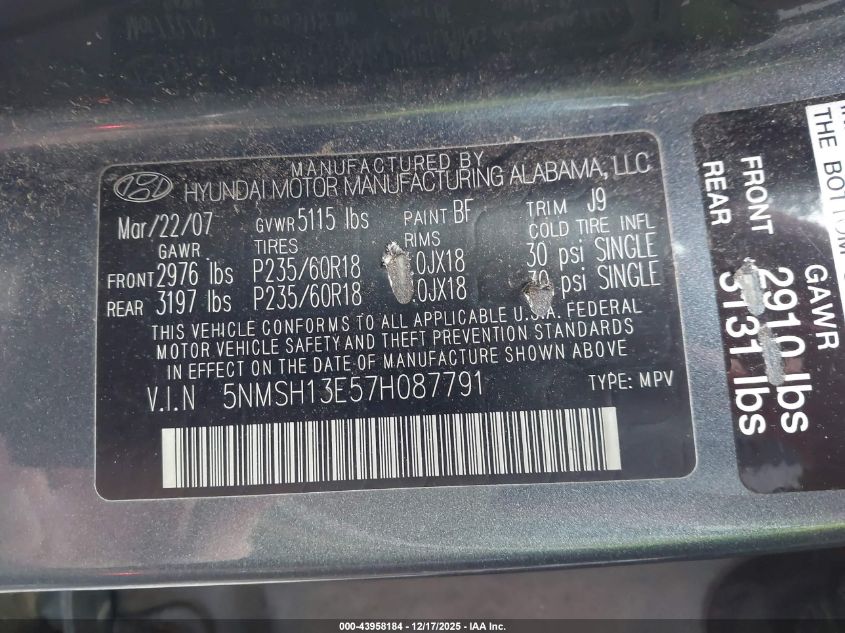 MANUFACTURED BY
HYUNDAI MOTOR MANUFACTURING ALABAMA, LLC
Mar/22/07 GVWR 5115 lbs PAINT BF TRIM J9
GAWR TIRES RIMS COLD TIRE INFL
FRONT 2976 lbs P235/60R18 0JX18 30 psi SINGLE
REAR 3197 lbs P235/60R18 0JX18 psi SINGLE
THIS VEHICLE CONFORMS TO ALL APPLICABLE U.S.A. FEDERAL
MOTOR VEHICLE SAFETY AND THEFT PREVENTION STANDARDS
IN EFFECT ON THE DATE OF MANUFACTURE SHOWN ABOVE.
V.I.N 5NMSH13E57H087791 TYPE: MPV
THE BOTTOM
GAWR
FRONT 2910 lbs
REAR 3131 lbs
000-43958184 - 12/17/2025 - IAA Inc.